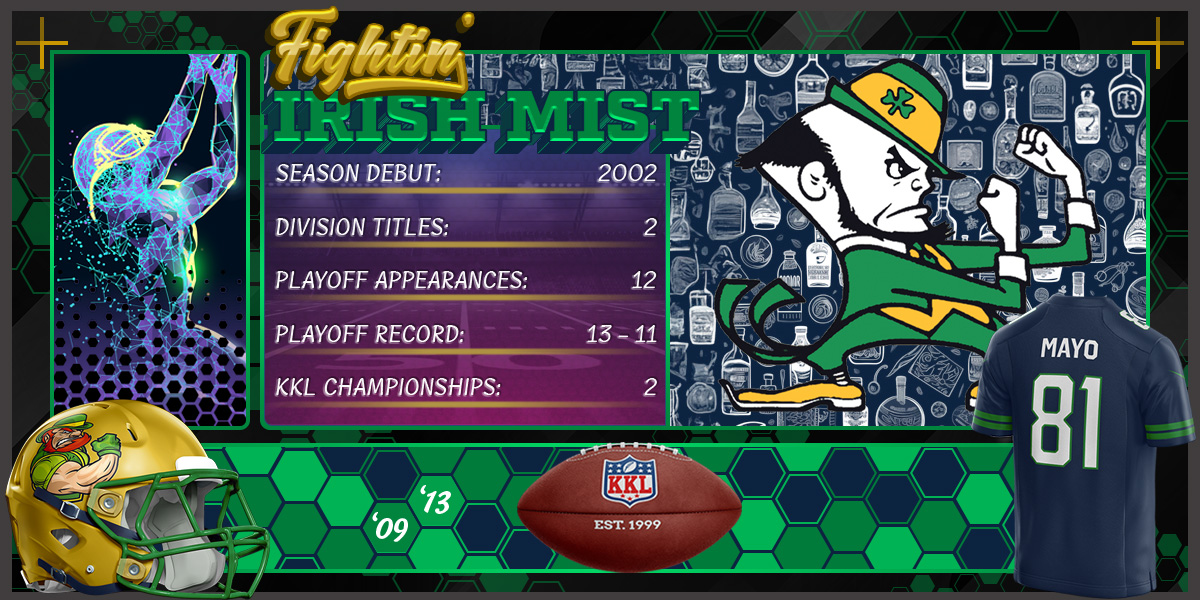 Fightin'
IRISH MIST
SEASON DEBUT: 2002
DIVISION TITLES: 2
PLAYOFF APPEARANCES: 12
PLAYOFF RECORD: 13 – 11
KKL CHAMPIONSHIPS: 2
MAYO
81
‘13
‘09
KKL
EST. 1999